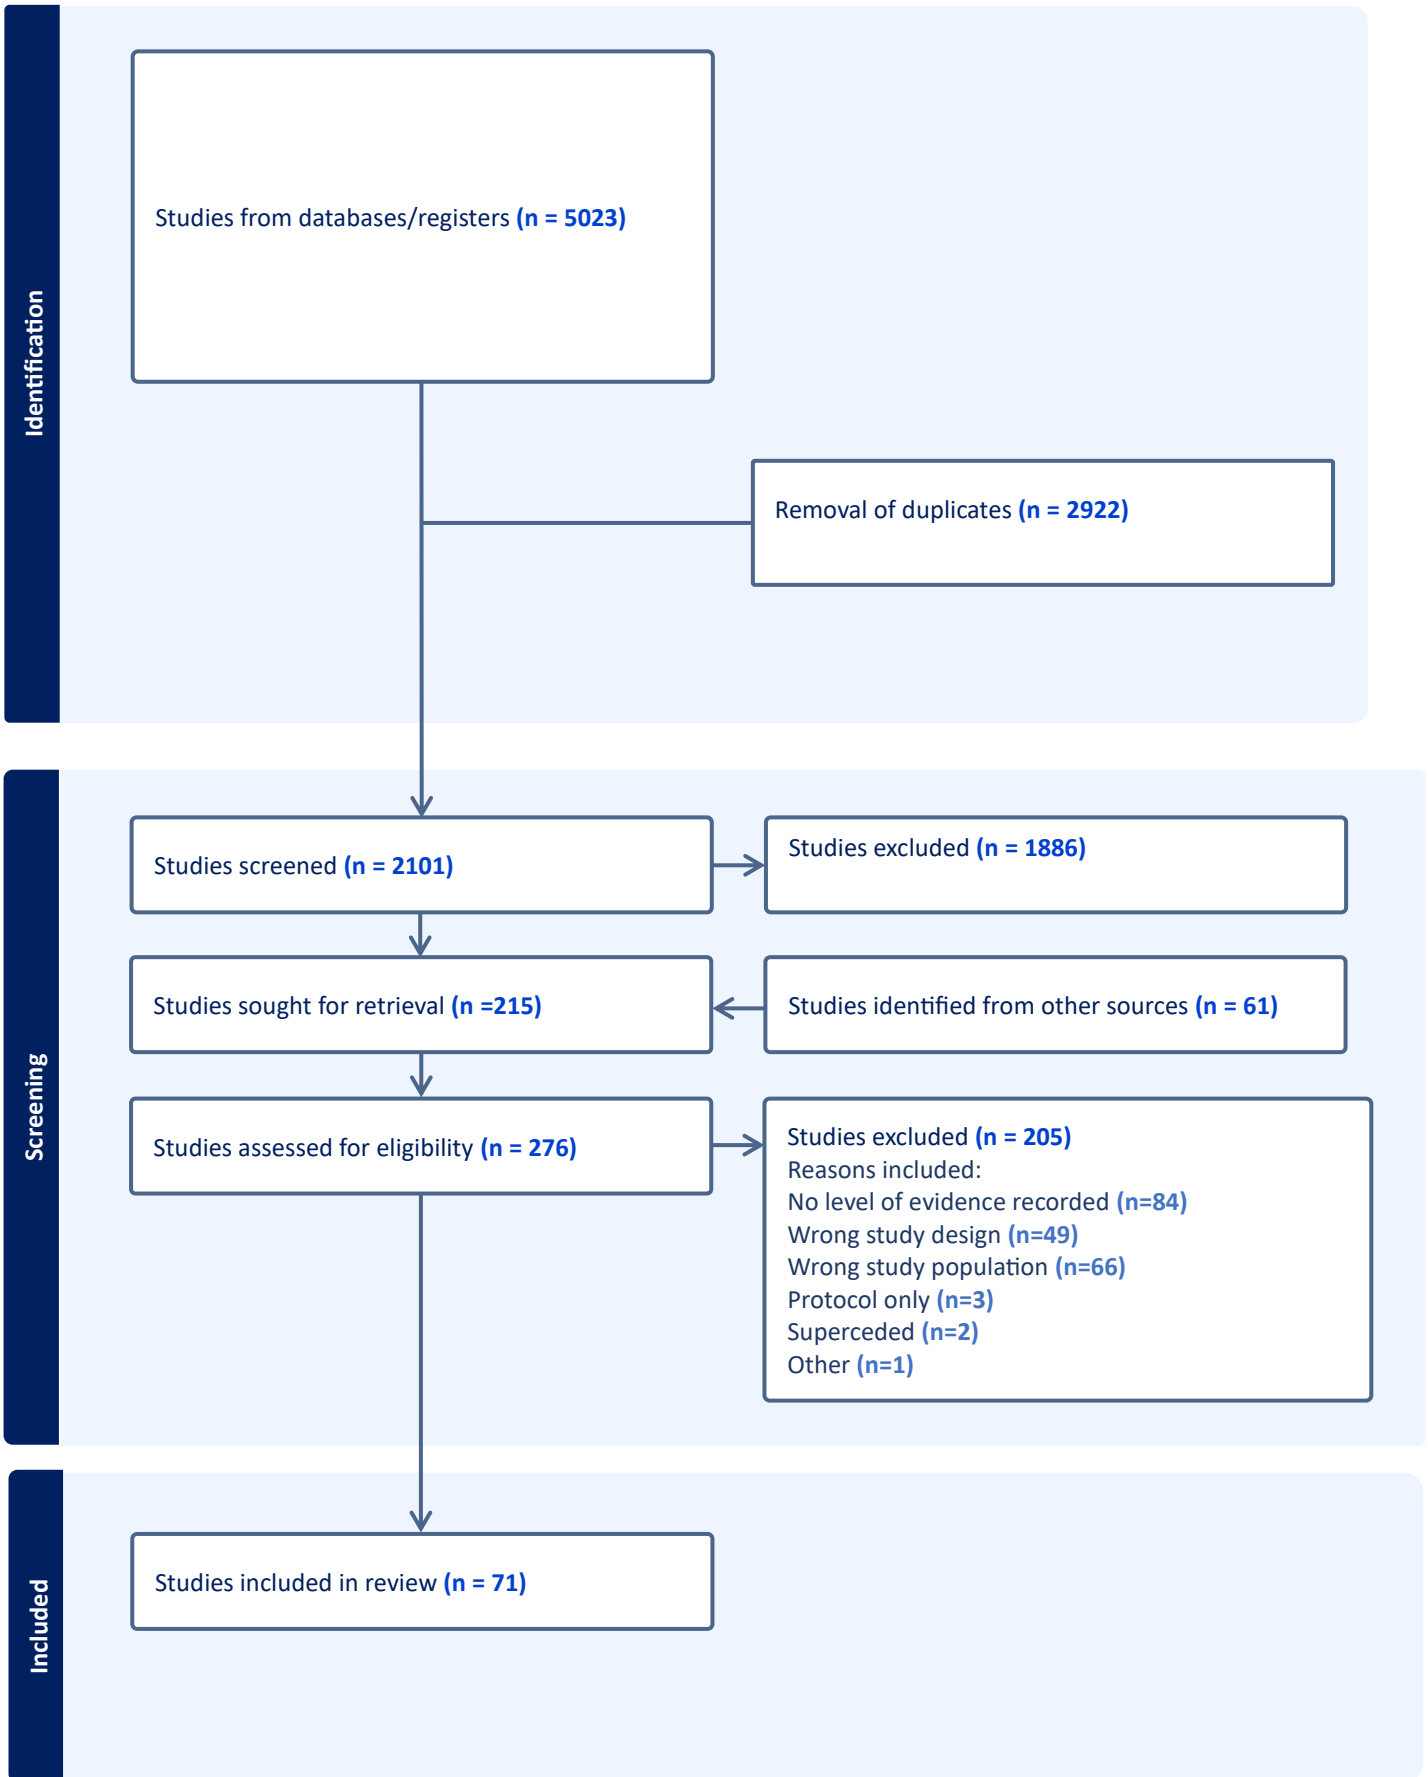 Identification
Studies from databases/registers (n = 5023)
Removal of duplicates (n = 2922)
Screening
Studies screened (n = 2101)
Studies excluded (n = 1886)
Studies sought for retrieval (n =215)
Studies identified from other sources (n = 61)
Studies assessed for eligibility (n = 276)
Studies excluded (n = 205)
Reasons included:
No level of evidence recorded (n=84)
Wrong study design (n=49)
Wrong study population (n=66)
Protocol only (n=3)
Superceded (n=2)
Other (n=1)
Included
Studies included in review (n = 71)